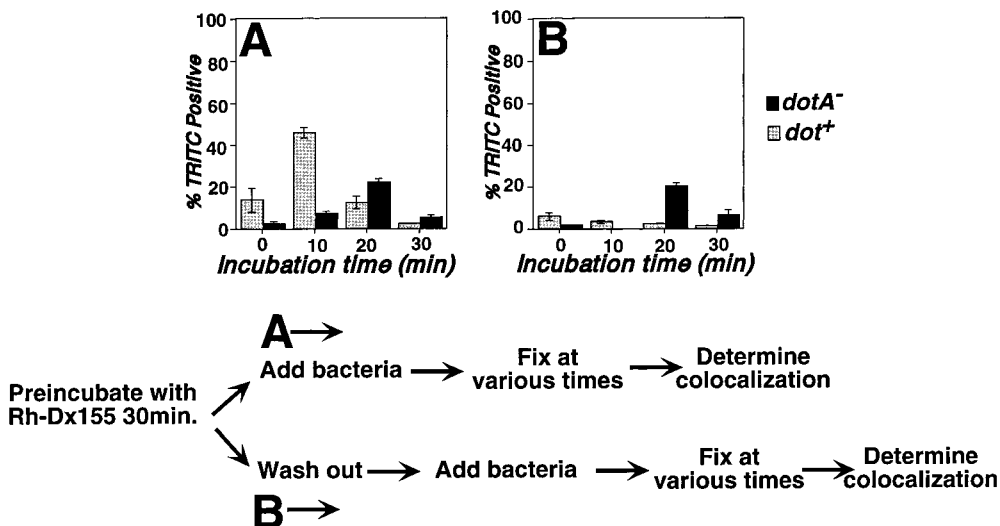 A
% TRITC Positive
100
80
60
40
20
0
0 10 20 30
Incubation time (min)
B
% TRITC Positive
100
80
60
40
20
0
0 10 20 30
Incubation time (min)
dotA-
dot+
A
Preincubate with
Rh-Dx155 30min.
Add bacteria
Fix at
various times
Determine
colocalization
Wash out
Add bacteria
Fix at
various times
Determine
colocalization
B